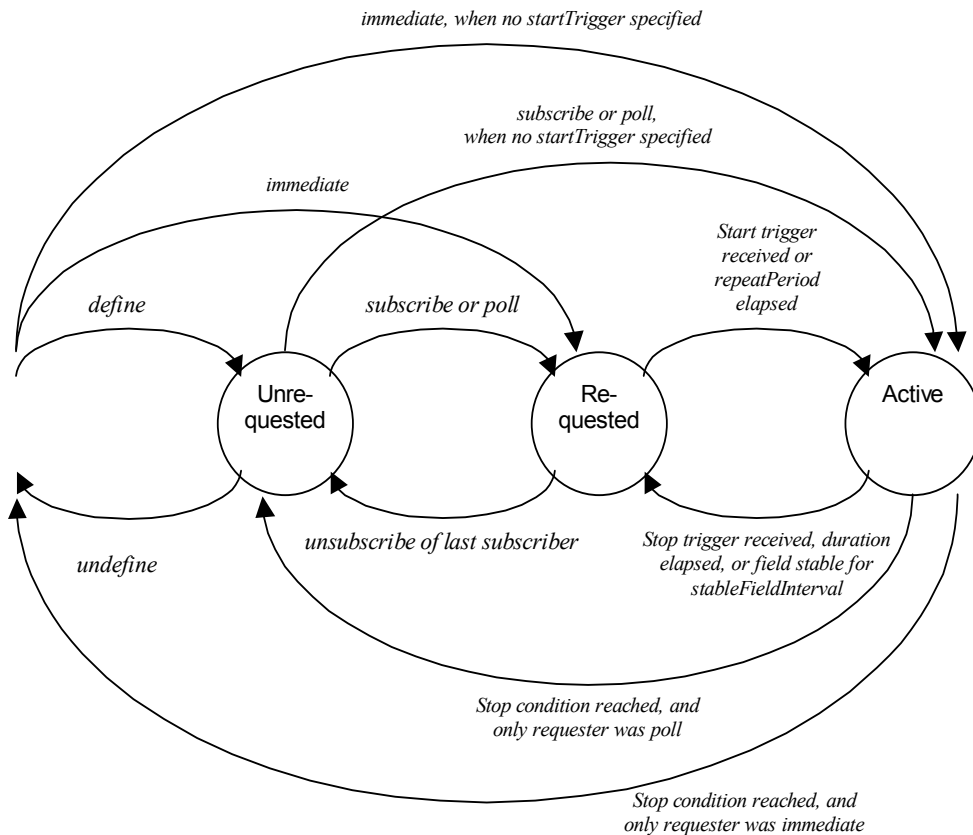 immediate, when no startTrigger specified
subscribe or poll,
when no startTrigger specified
immediate
Start trigger
received or
repeatPeriod
elapsed
define
subscribe or poll
Unre-
quested
Re-
quested
Active
undefine
unsubscribe of last subscriber
Stop trigger received, duration
elapsed, or field stable for
stableFieldInterval
Stop condition reached, and
only requester was poll
Stop condition reached, and
only requester was immediate